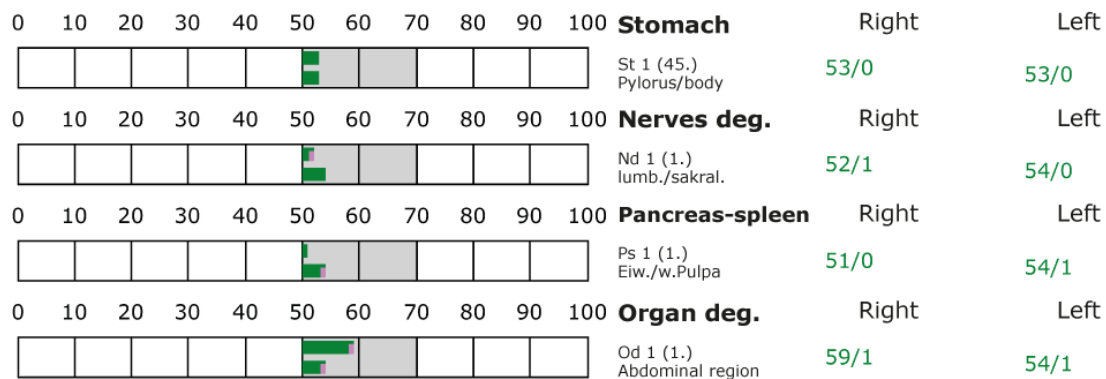 0 10 20 30 40 50 60 70 80 90 100 Stomach Right Left
St 1 (45.) 53/0 53/0
Pylorus/body
0 10 20 30 40 50 60 70 80 90 100 Nerves deg. Right Left
Nd 1 (1.) 52/1 54/0
lumb./sakral.
0 10 20 30 40 50 60 70 80 90 100 Pancreas-spleen Right Left
Ps 1 (1.) 51/0 54/1
Eiw./w.Pulpa
0 10 20 30 40 50 60 70 80 90 100 Organ deg. Right Left
Od 1 (1.) 59/1 54/1
Abdominal region